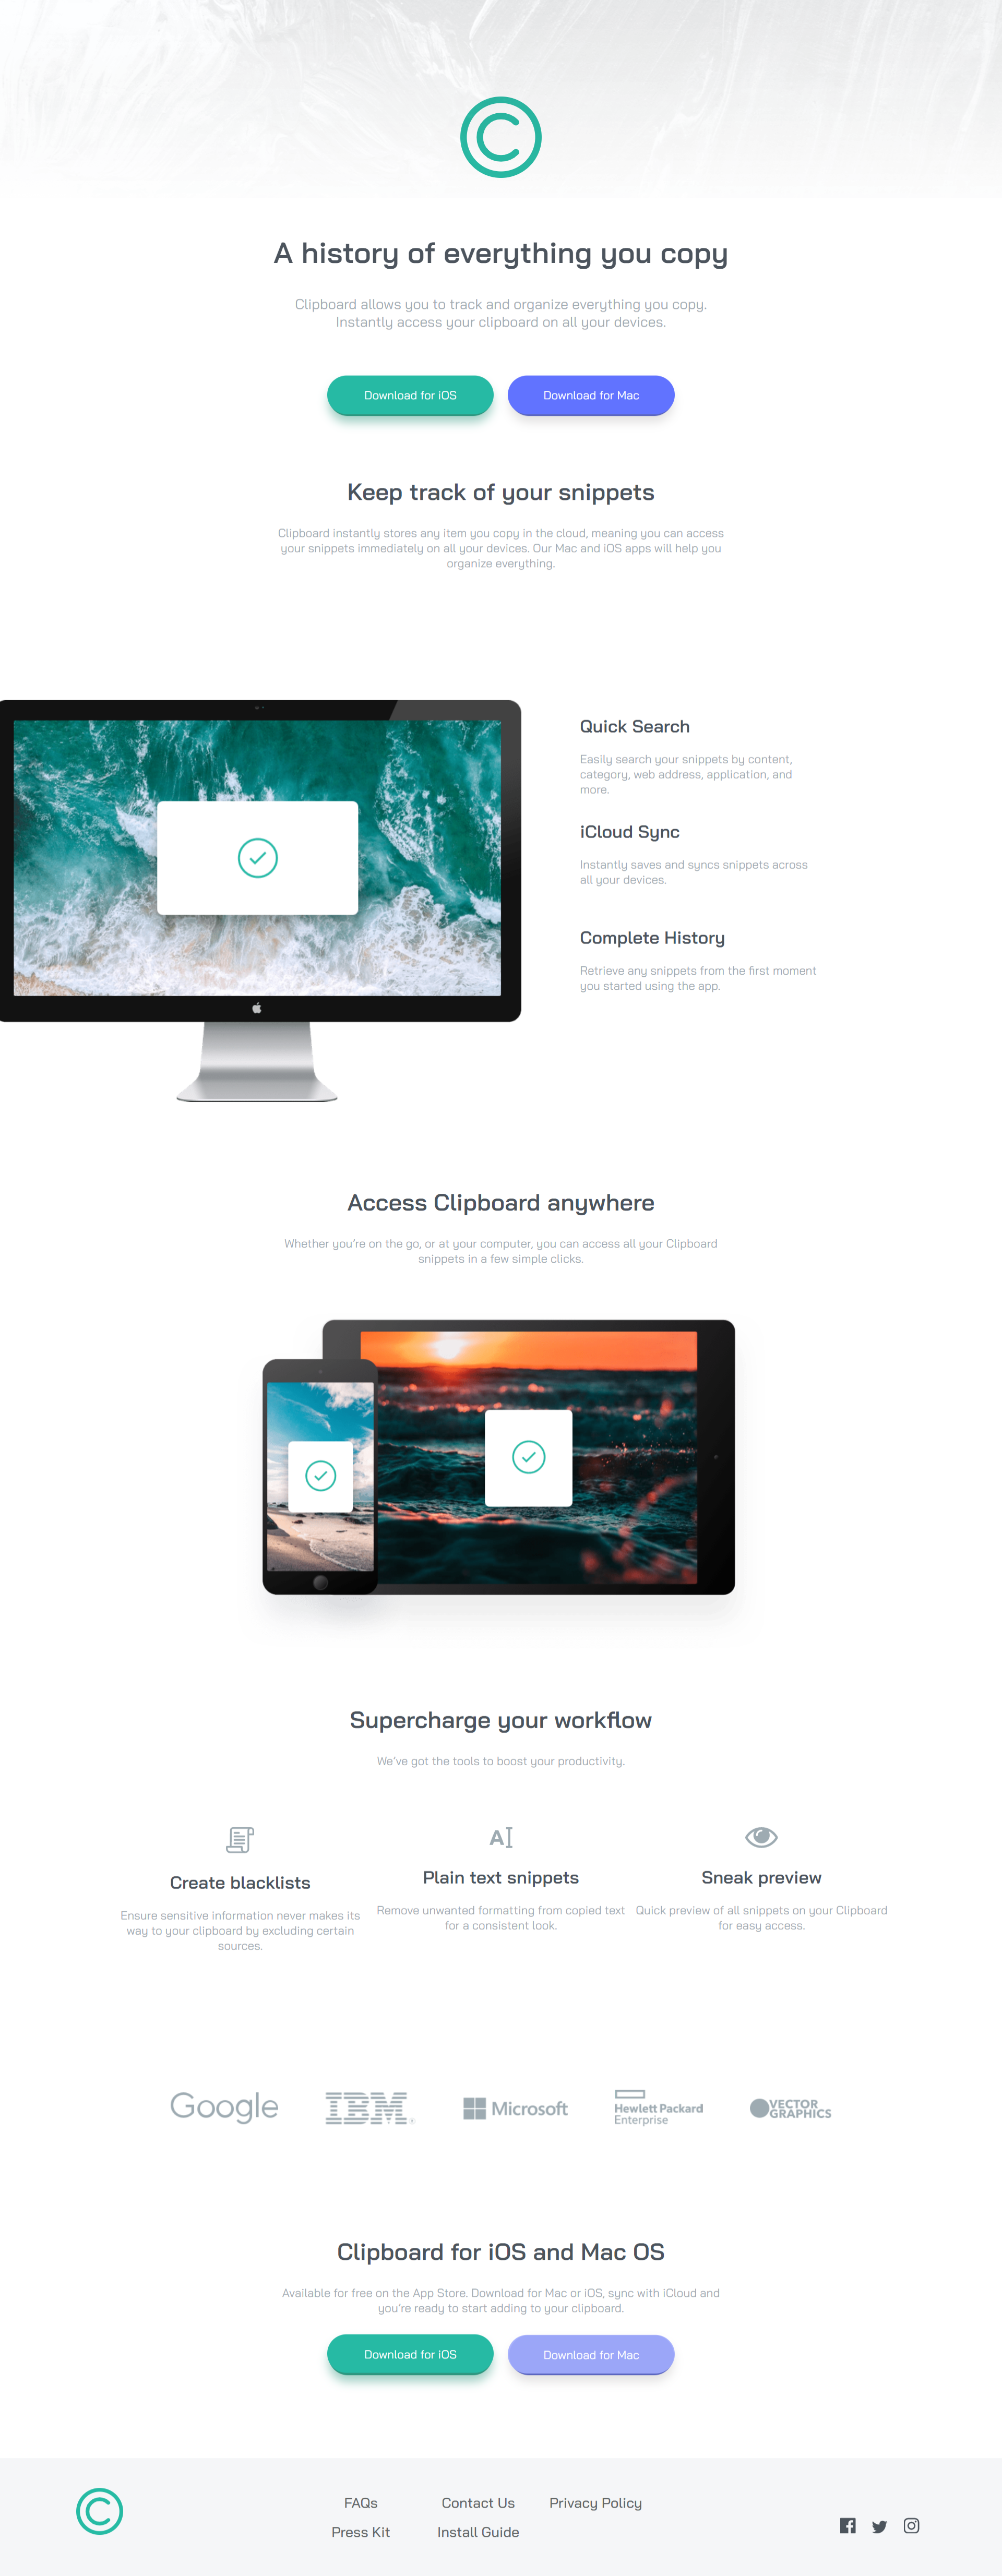 A history of everything you copy
Clipboard allows you to track and organize everything you copy.
Instantly access your clipboard on all your devices.
Download for iOS
Download for Mac
Keep track of your snippets
Clipboard instantly stores any item you copy in the cloud, meaning you can access
your snippets immediately on all your devices. Our Mac and iOS apps will help you
organize everything.
Quick Search
Easily search your snippets by content,
category, web address, application, and
more.
iCloud Sync
Instantly saves and syncs snippets across
all your devices.
Complete History
Retrieve any snippets from the first moment
you started using the app.
Access Clipboard anywhere
Whether you’re on the go, or at your computer, you can access all your Clipboard
snippets in a few simple clicks.
Supercharge your workflow
We’ve got the tools to boost your productivity.
Create blacklists
Ensure sensitive information never makes its
way to your clipboard by excluding certain
sources.
Plain text snippets
Remove unwanted formatting from copied text
for a consistent look.
Sneak preview
Quick preview of all snippets on your Clipboard
for easy access.
Google
IBM
Microsoft
Hewlett Packard
Enterprise
VECTOR
GRAPHICS
Clipboard for iOS and Mac OS
Available for free on the App Store. Download for Mac or iOS, sync with iCloud and
you’re ready to start adding to your clipboard.
Download for iOS
Download for Mac
FAQs
Contact Us
Privacy Policy
Press Kit
Install Guide